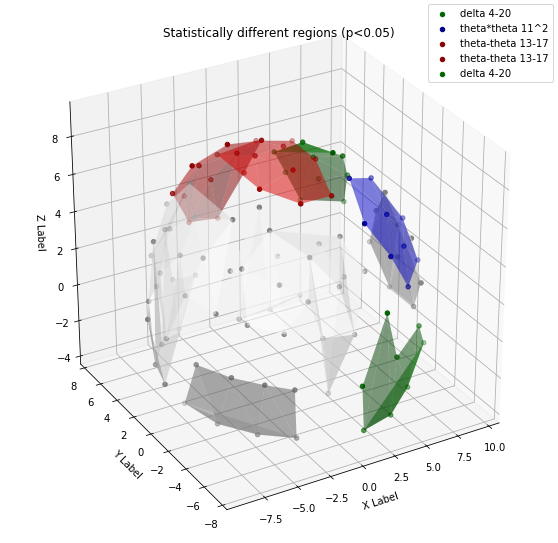 delta 4-20
theta*theta 11^2
theta-theta 13-17
theta-theta 13-17
delta 4-20
Statistically different regions (p<0.05)
8
6
4
2
0
−2
−4
Z Label
8
6
4
2
0
−2
−4
−6
−8
Y Label
−7.5
−5.0
−2.5
0.0
2.5
5.0
7.5
10.0
X Label